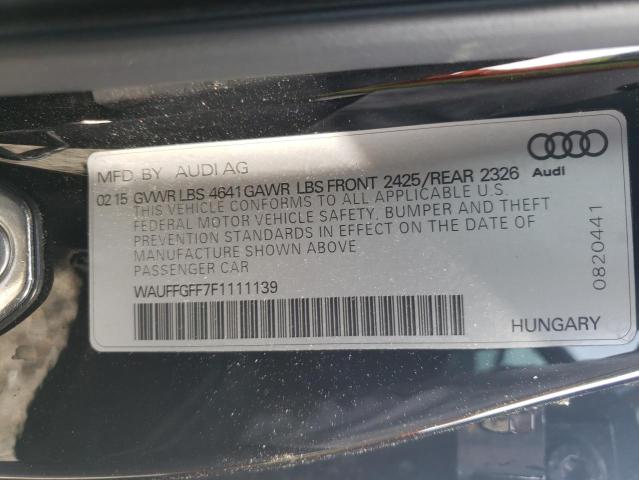 MFD. BY AUDI AG
02 15 GVWR LBS 4641 GAWR LBS FRONT 2425/REAR 2326
Audi
THIS VEHICLE CONFORMS TO ALL APPLICABLE U.S.
FEDERAL MOTOR VEHICLE SAFETY, BUMPER AND THEFT
PREVENTION STANDARDS IN EFFECT ON THE DATE OF
MANUFACTURE SHOWN ABOVE
PASSENGER CAR
WAUFFGFF7F1111139
HUNGARY
0820441